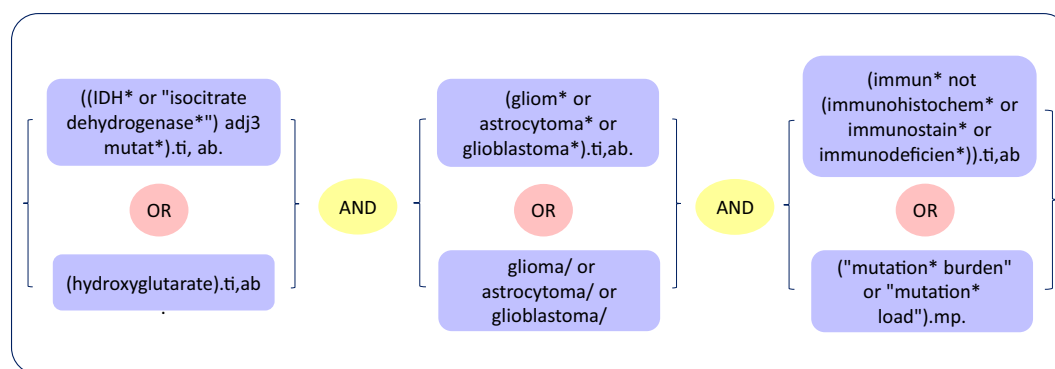 ((IDH* or "isocitrate
dehydrogenase*") adj3
mutat*).ti, ab.
OR
(hydroxyglutarate).ti,ab
.
AND
(gliom* or
astrocytoma* or
glioblastoma*).ti,ab.
OR
glioma/ or
astrocytoma/ or
glioblastoma/
AND
(immun* not
(immunohistochem* or
immunostain* or
immunodeficien*)).ti,ab
OR
("mutation* burden"
or "mutation*
load").mp.